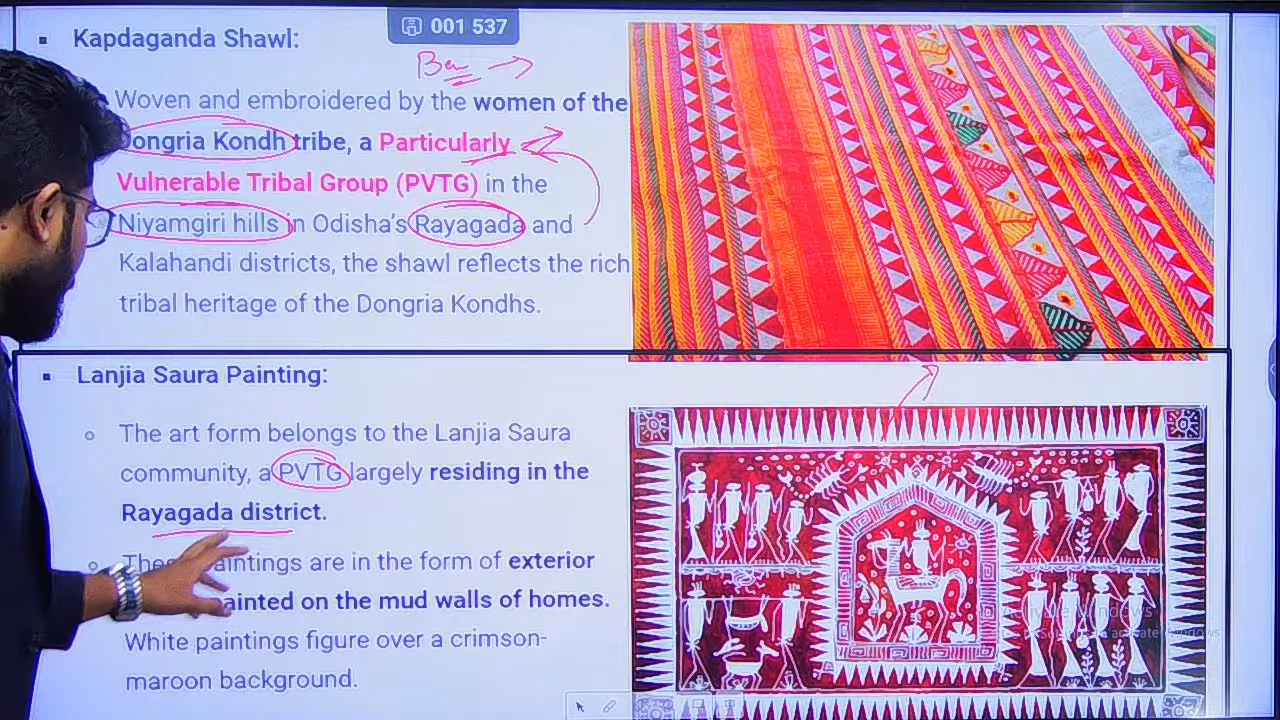 001 537
Kapdaganda Shawl:
Woven and embroidered by the women of the
Dongria Kondh tribe, a Particularly
Vulnerable Tribal Group (PVTG) in the
Niyamgiri hills in Odisha's Rayagada and
Kalahandi districts, the shawl reflects the rich
tribal heritage of the Dongria Kondhs.
Lanjia Saura Painting:
The art form belongs to the Lanjia Saura
community, a PVTG largely residing in the
Rayagada district.
paintings are in the form of exterior
painted on the mud walls of homes.
White paintings figure over a crimson-
maroon background.